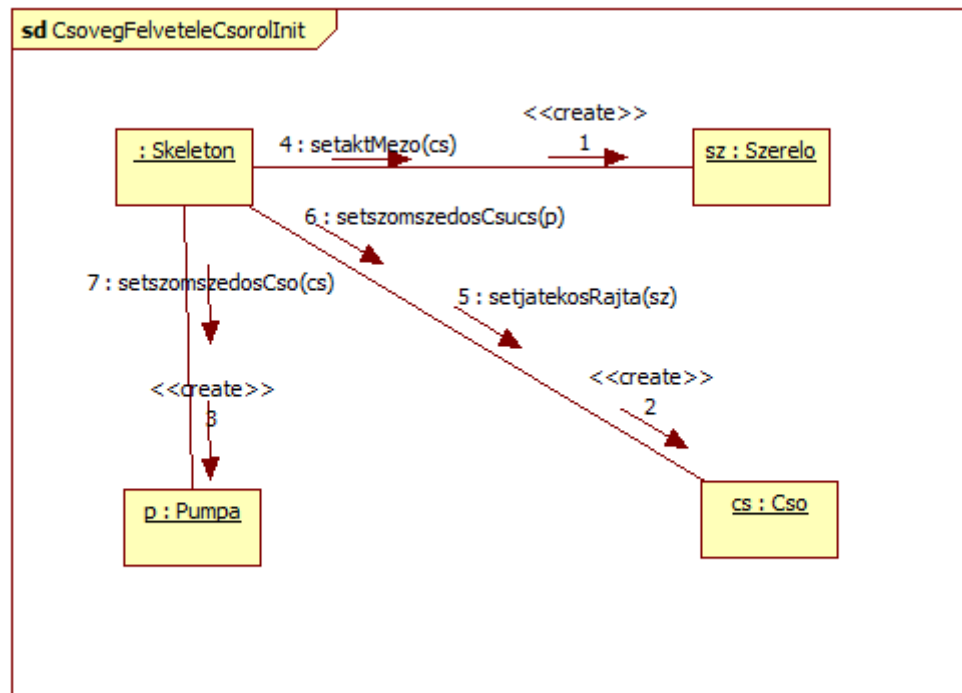 sd CsovegFelveteleCsorolInit
<<create>>
: Skeleton
4 : setaktMezo(cs)
1
sz : Szerelo
6 : setszomszedosCsucs(p)
7 : setszomszedosCso(cs)
5 : setjatekosRajta(sz)
<<create>>
2
<<create>>
3
p : Pumpa
cs : Cso